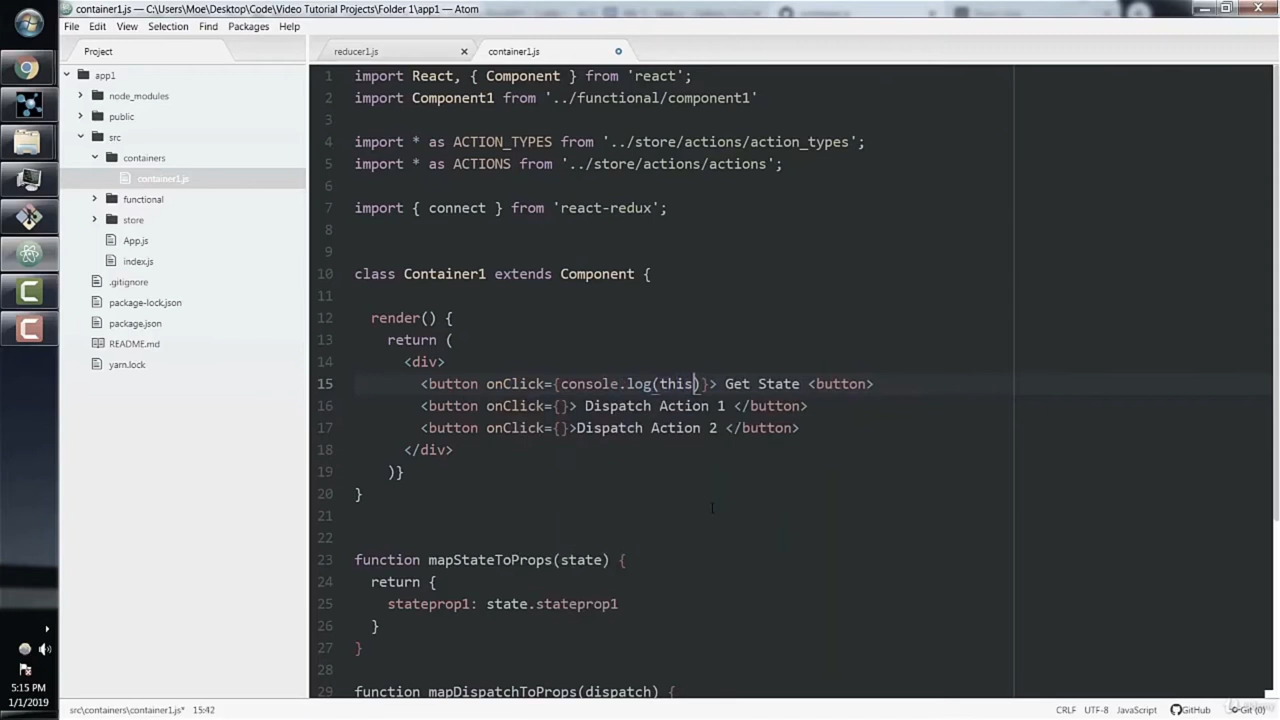 container1.js — C:\Users\Moe\Desktop\Code\Video Tutorial Projects\Folder 1\app1 — Atom
File Edit View Selection Find Packages Help
Project
reducer1.js
container1.js
app1
node_modules
public
src
containers
container1.js
functional
store
App.js
index.js
.gitignore
package-lock.json
package.json
README.md
yarn.lock
1 import React, { Component } from 'react';
2 import Component1 from '../functional/component1'
3
4 import * as ACTION_TYPES from '../store/actions/action_types';
5 import * as ACTIONS from '../store/actions/actions';
6
7 import { connect } from 'react-redux';
8
9
10 class Container1 extends Component {
11
12 render() {
13 return (
14 <div>
15 <button onClick={console.log(this)}> Get State <button>
16 <button onClick={}> Dispatch Action 1 </button>
17 <button onClick={}>Dispatch Action 2 </button>
18 </div>
19 )}
20 }
21
22
23 function mapStateToProps(state) {
24 return {
25 stateprop1: state.stateprop1
26 }
27 }
29 function mapDispatchToProps(dispatch) {
5:15 PM
1/1/2019
src\containers\container1.js* 15:42
CRLF UTF-8 JavaScript GitHub Git (0)